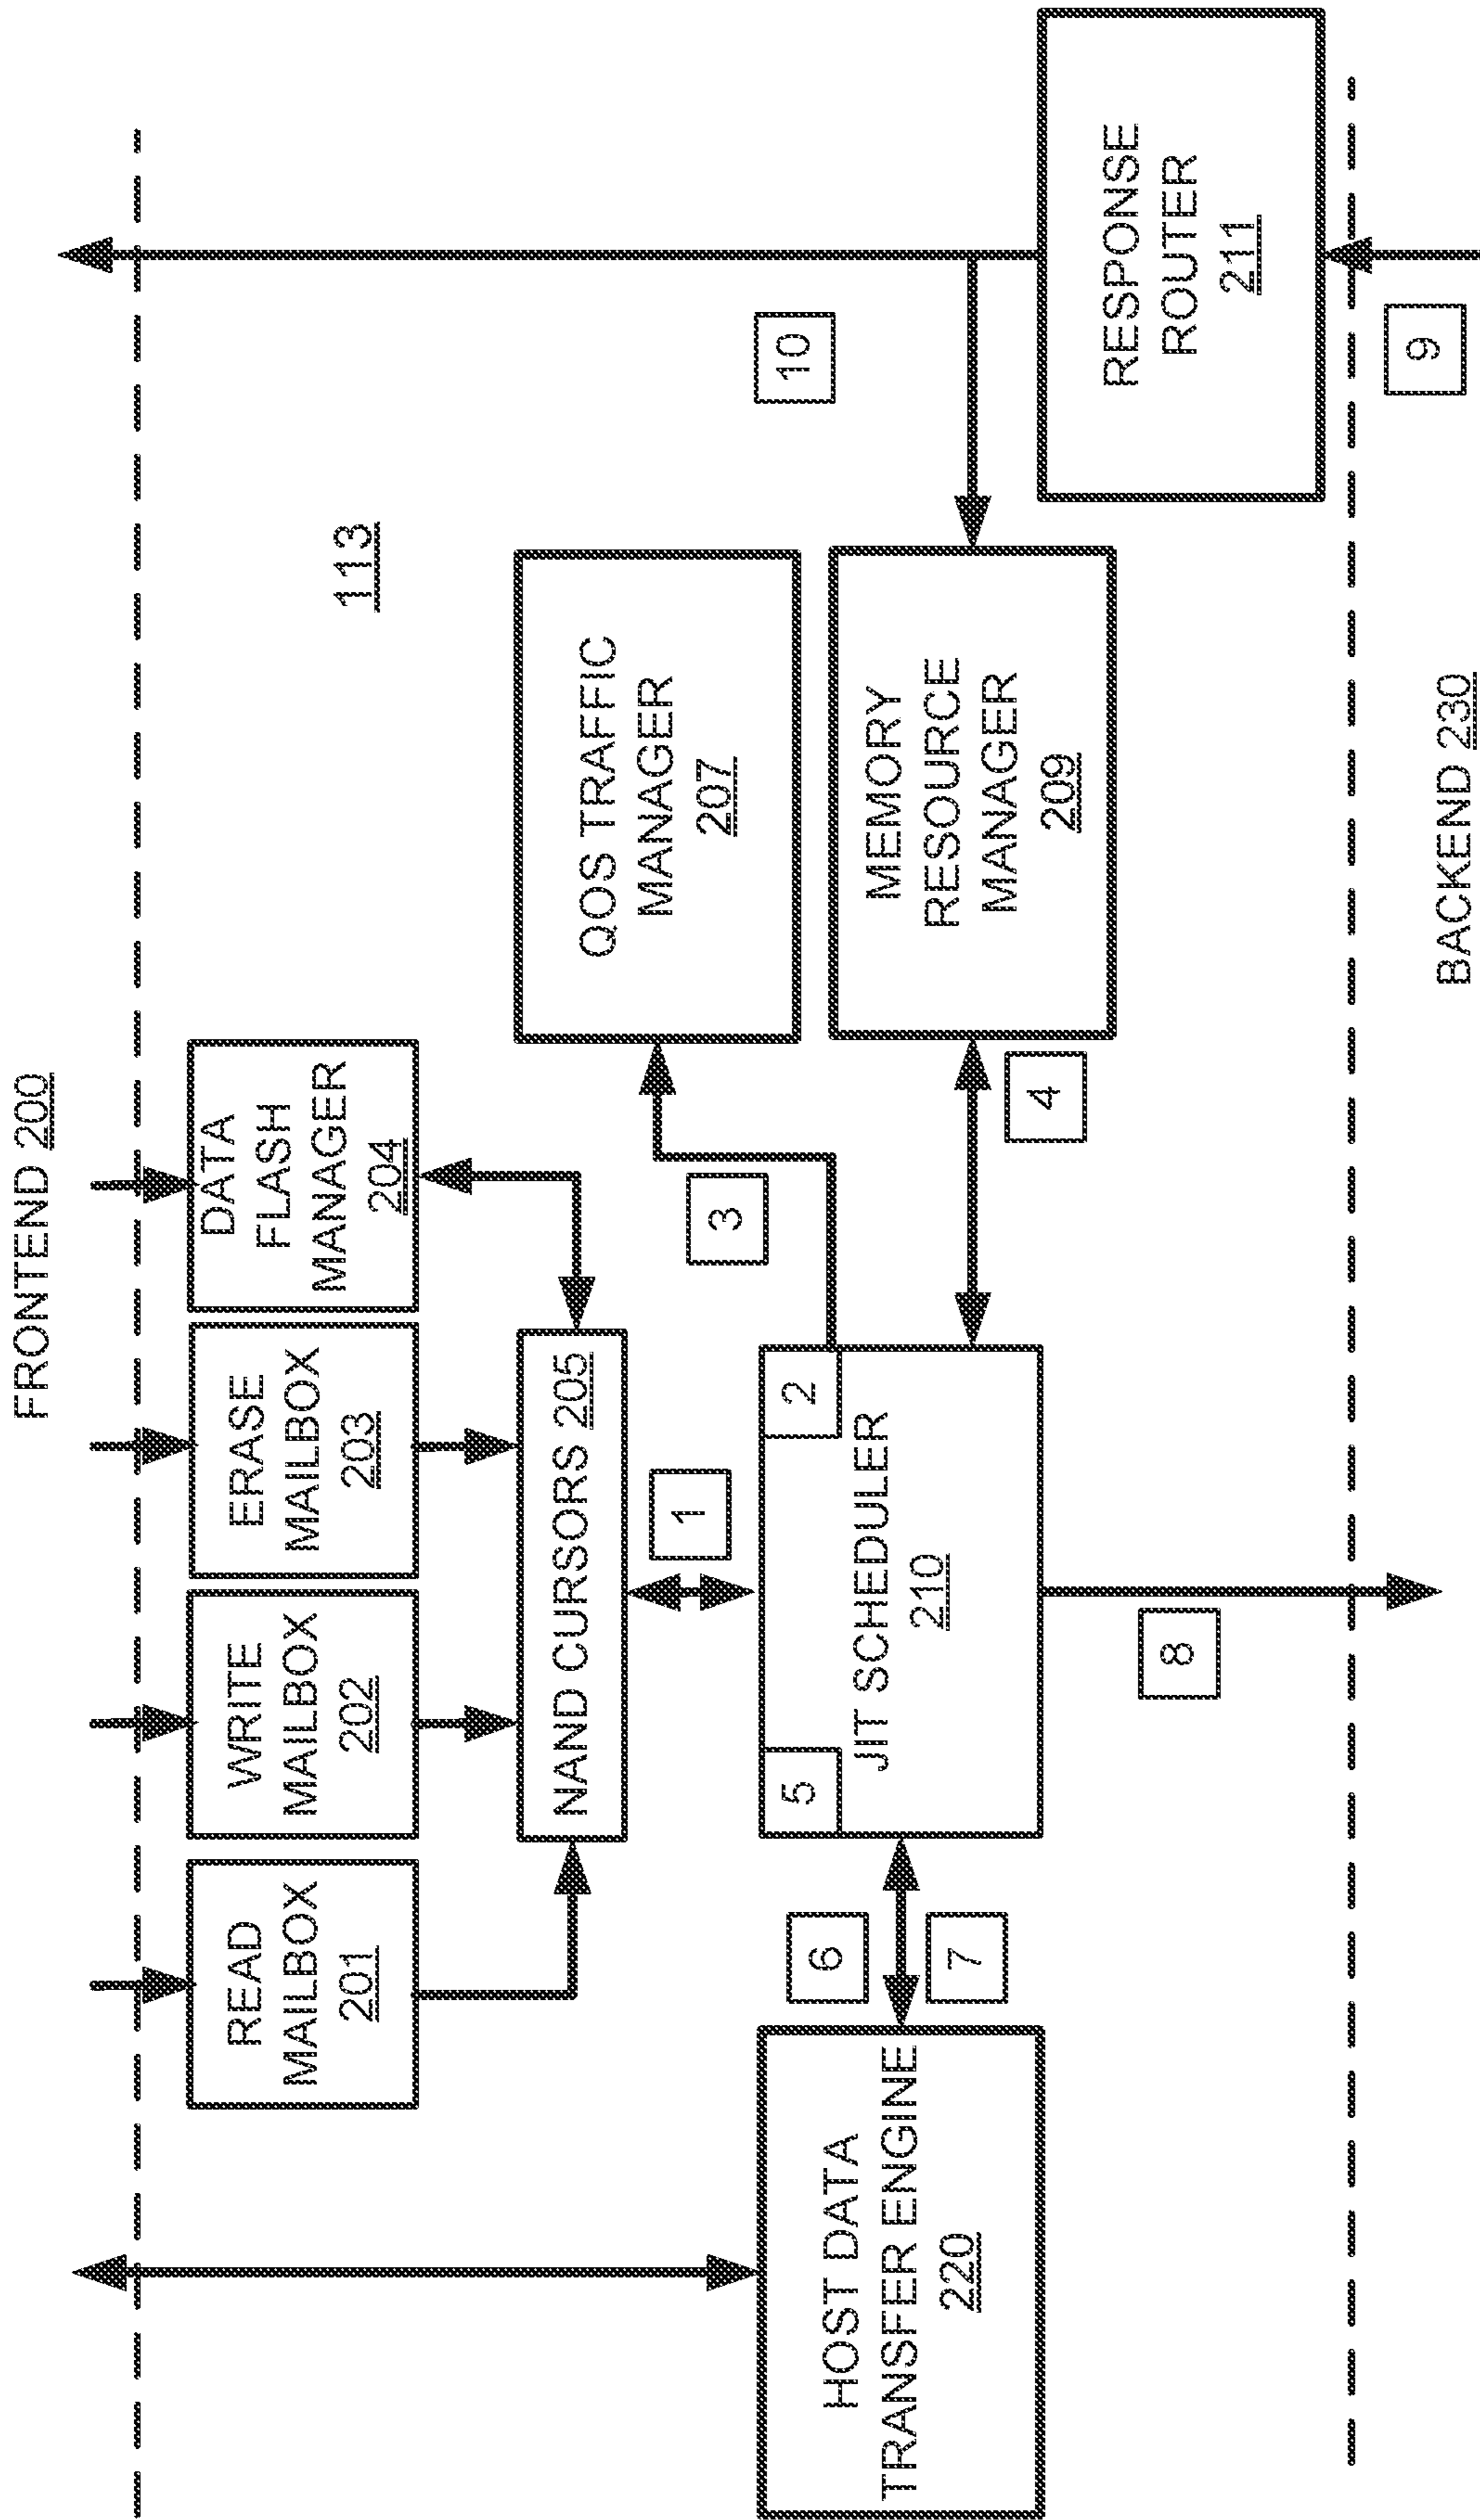 FRONTEND 200
113
READ
MAILBOX
201
WRITE
MAILBOX
202
ERASE
MAILBOX
203
DATA
FLASH
MANAGER
204
NAND CURSORS 205
1
QOS TRAFFIC
MANAGER
207
3
10
HOST DATA
TRANSFER ENGINE
220
6
7
5
2
JIT SCHEDULER
210
4
MEMORY
RESOURCE
MANAGER
209
RESPONSE
ROUTER
211
8
9
BACKEND 230